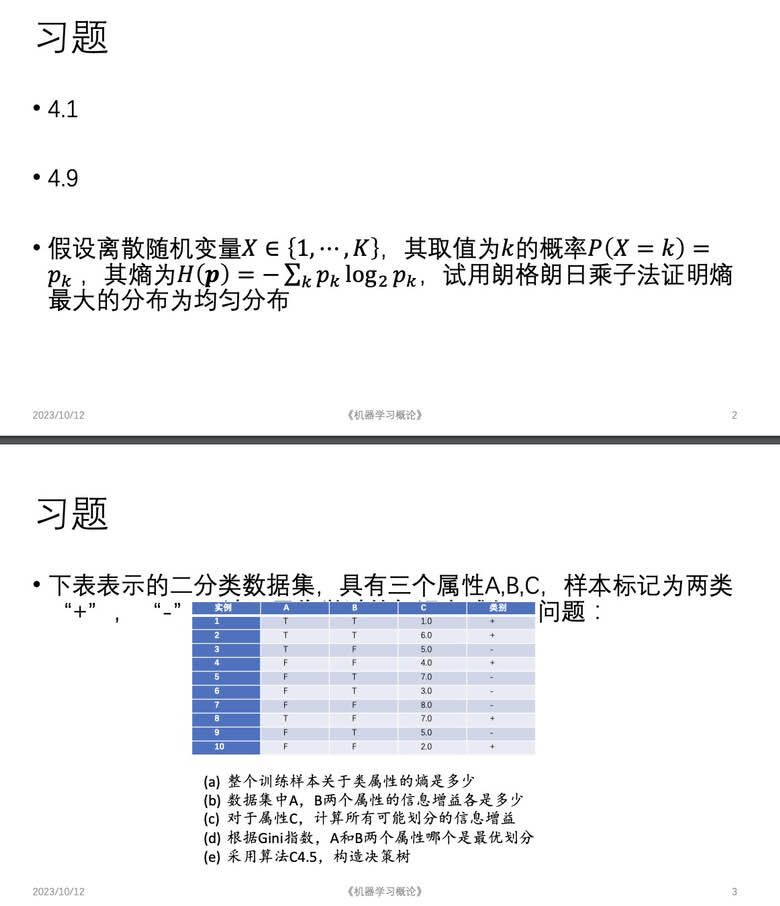 习题
• 4.1
• 4.9
• 假设离散随机变量X ∈ {1, ⋯, K}，其取值为k的概率P(X = k) =
pₖ ，其熵为H(𝒑) = − ∑ₖ pₖ log₂ pₖ，试用朗格朗日乘子法证明熵
最大的分布为均匀分布
2023/10/12 《机器学习概论》 2
习题
• 下表表示的二分类数据集，具有三个属性A,B,C，样本标记为两类
“+”，“-” 问题：
实例 A B C 类别
1 T T 1.0 +
2 T T 6.0 +
3 T F 5.0 -
4 F F 4.0 +
5 F T 7.0 -
6 F T 3.0 -
7 F F 8.0 -
8 T F 7.0 +
9 F T 5.0 -
10 F F 2.0 +
(a) 整个训练样本关于类属性的熵是多少
(b) 数据集中A，B两个属性的信息增益各是多少
(c) 对于属性C，计算所有可能划分的信息增益
(d) 根据Gini指数，A和B两个属性哪个是最优划分
(e) 采用算法C4.5，构造决策树
2023/10/12 《机器学习概论》 3